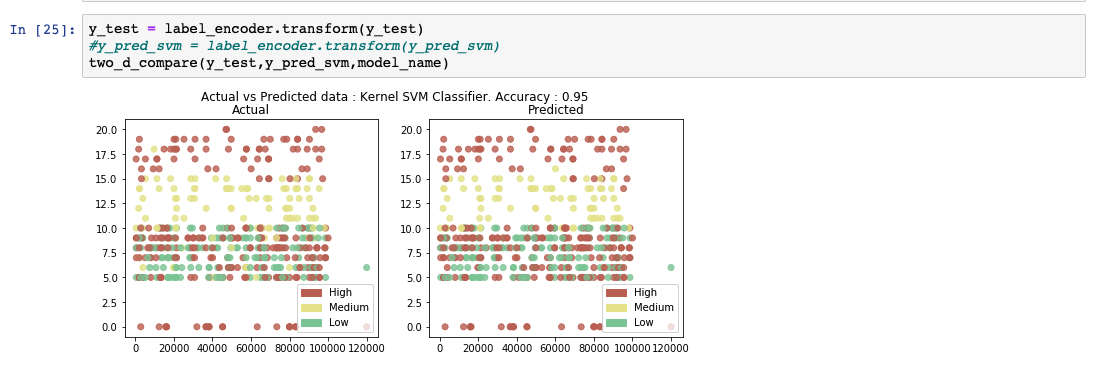 In [25]:
y_test = label_encoder.transform(y_test)
#y_pred_svm = label_encoder.transform(y_pred_svm)
two_d_compare(y_test,y_pred_svm,model_name)
Actual vs Predicted data : Kernel SVM Classifier. Accuracy : 0.95
Actual
20.0
17.5
15.0
12.5
10.0
7.5
5.0
2.5
0.0
High
Medium
Low
0 20000 40000 60000 80000 100000 120000
Predicted
20.0
17.5
15.0
12.5
10.0
7.5
5.0
2.5
0.0
High
Medium
Low
0 20000 40000 60000 80000 100000 120000